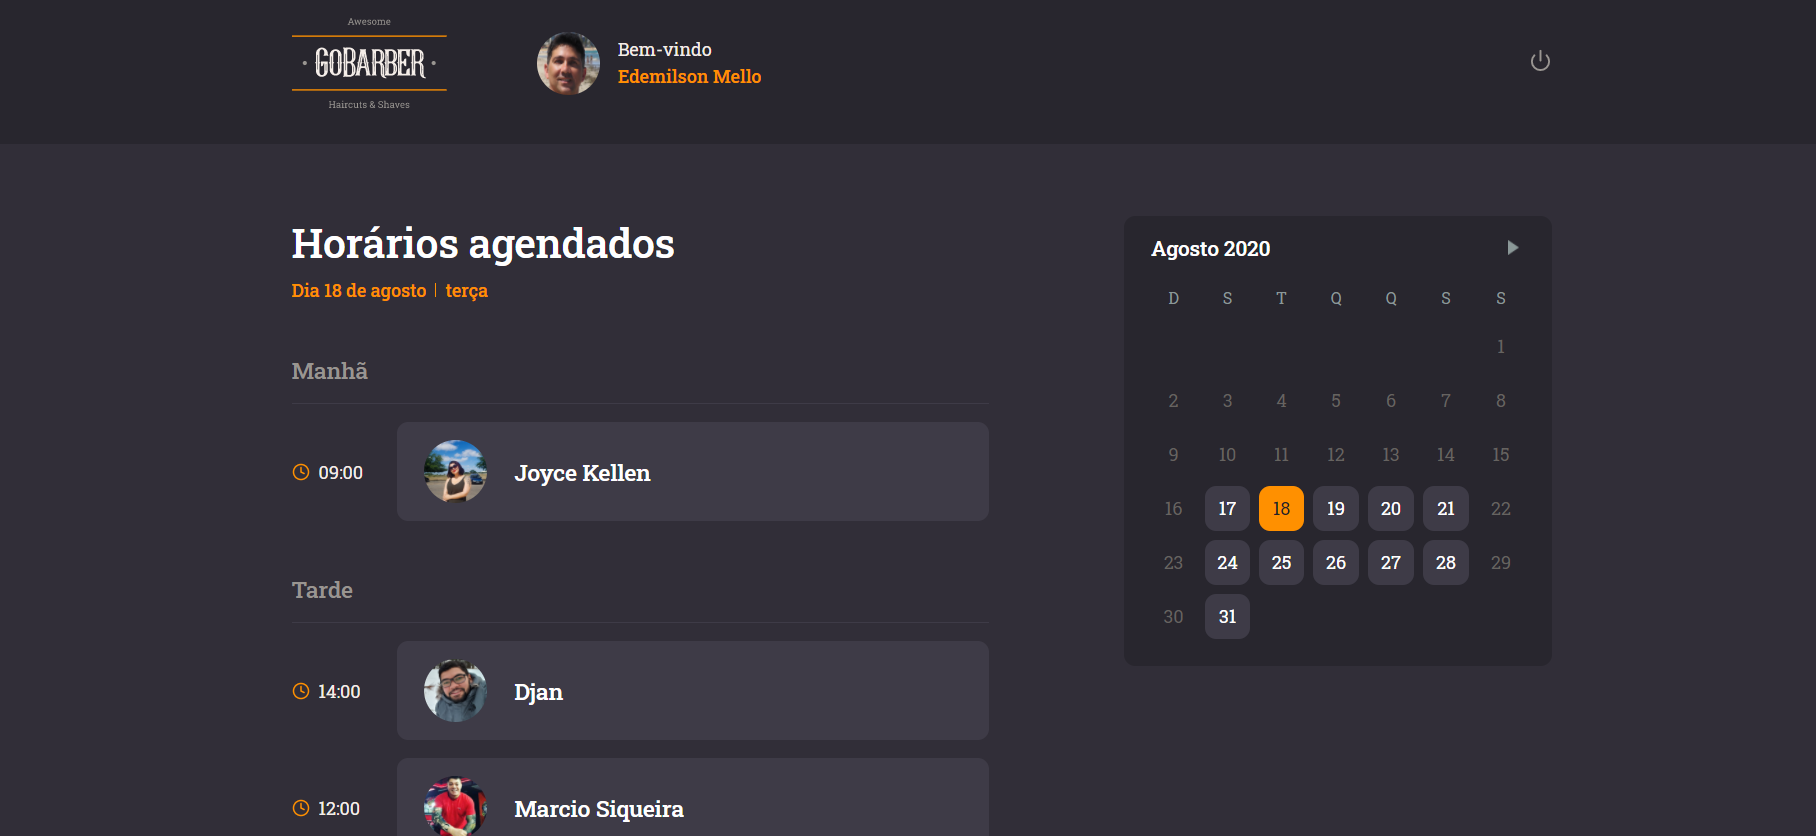 Awesome
GOBARBER
Haircuts & Shaves
Bem-vindo
Edemilson Mello
Horários agendados
Dia 18 de agosto | terça
Manhã
09:00 Joyce Kellen
Tarde
14:00 Djan
12:00 Marcio Siqueira
Agosto 2020
D S T Q Q S S
1
2 3 4 5 6 7 8
9 10 11 12 13 14 15
16 17 18 19 20 21 22
23 24 25 26 27 28 29
30 31